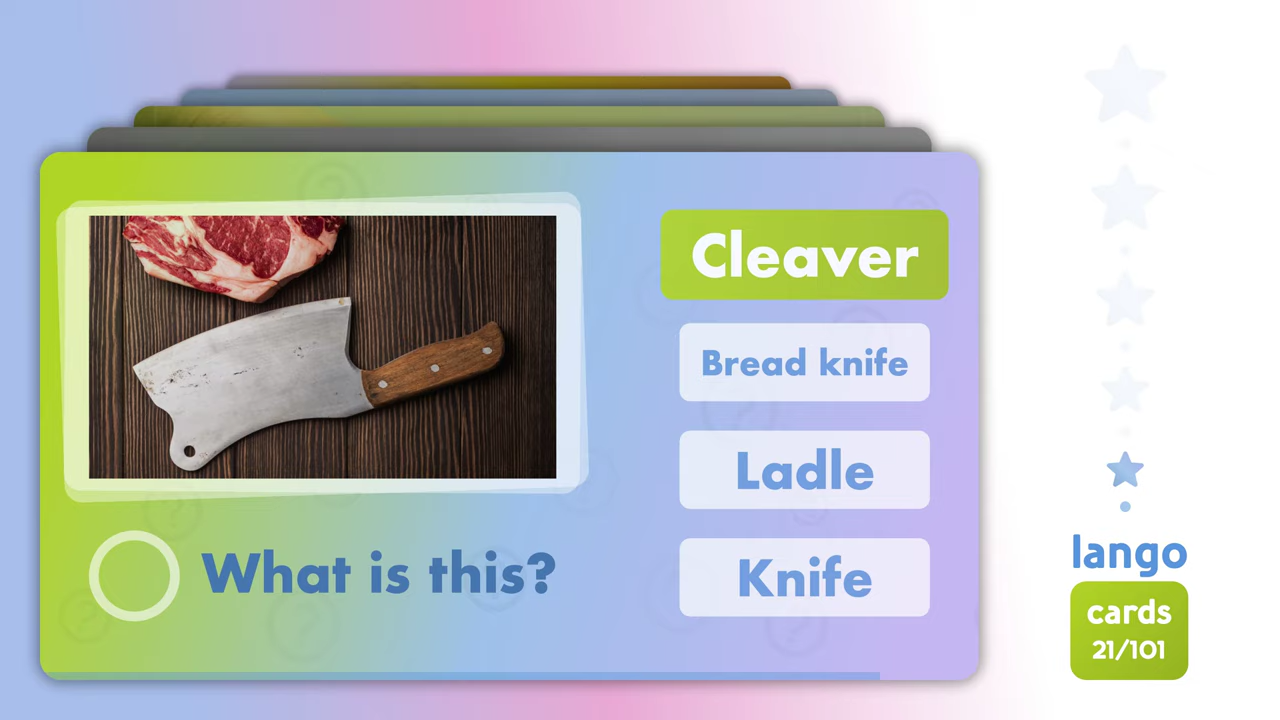 Cleaver
Bread knife
Ladle
Knife
What is this?
lango
cards
21/101